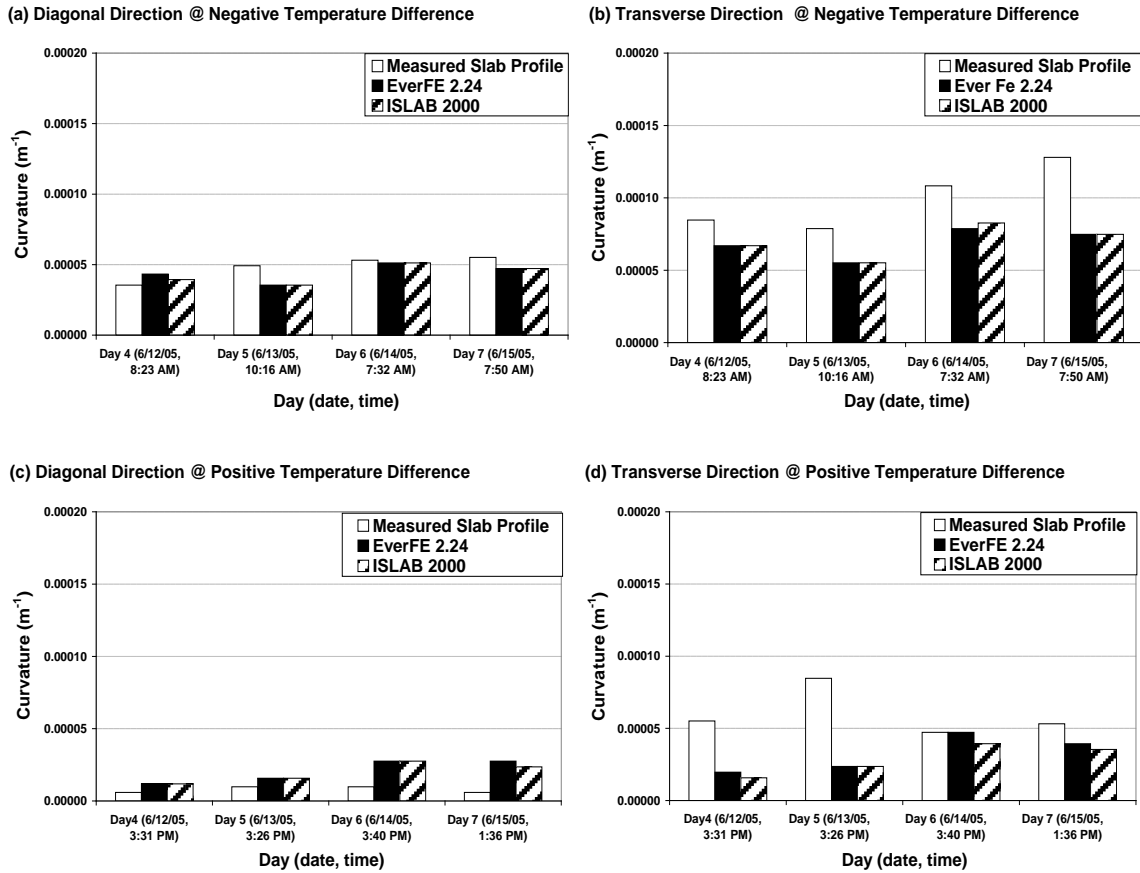 (a) Diagonal Direction @ Negative Temperature Difference
0.00020
0.00015
0.00010
0.00005
0.00000
Curvature (m-1)
Measured Slab Profile
EverFE 2.24
ISLAB 2000
Day 4 (6/12/05, 8:23 AM)
Day 5 (6/13/05, 10:16 AM)
Day 6 (6/14/05, 7:32 AM)
Day 7 (6/15/05, 7:50 AM)
Day (date, time)
(b) Transverse Direction @ Negative Temperature Difference
0.00020
0.00015
0.00010
0.00005
0.00000
Curvature (m-1)
Measured Slab Profile
Ever Fe 2.24
ISLAB 2000
Day 4 (6/12/05, 8:23 AM)
Day 5 (6/13/05, 10:16 AM)
Day 6 (6/14/05, 7:32 AM)
Day 7 (6/15/05, 7:50 AM)
Day (date, time)
(c) Diagonal Direction @ Positive Temperature Difference
0.00020
0.00015
0.00010
0.00005
0.00000
Curvature (m-1)
Measured Slab Profile
EverFE 2.24
ISLAB 2000
Day4 (6/12/05, 3:31 PM)
Day 5 (6/13/05, 3:26 PM)
Day 6 (6/14/05, 3:40 PM)
Day 7 (6/15/05, 1:36 PM)
Day (date, time)
(d) Transverse Direction @ Positive Temperature Difference
0.00020
0.00015
0.00010
0.00005
0.00000
Curvature (m-1)
Measured Slab Profile
EverFE 2.24
ISLAB 2000
Day4 (6/12/05, 3:31 PM)
Day 5 (6/13/05, 3:26 PM)
Day 6 (6/14/05, 3:40 PM)
Day 7 (6/15/05, 1:36 PM)
Day (date, time)